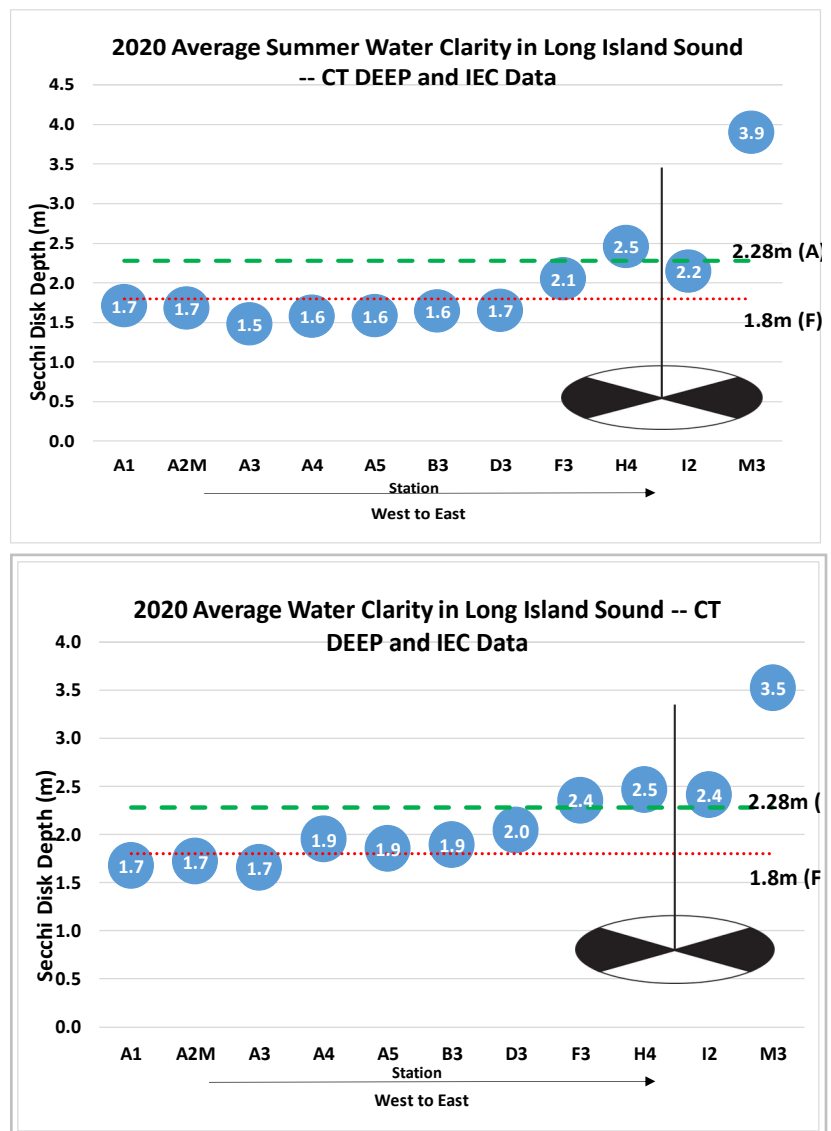 2020 Average Summer Water Clarity in Long Island Sound
-- CT DEEP and IEC Data
Secchi Disk Depth (m)
4.5
4.0
3.5
3.0
2.5
2.0
1.5
1.0
0.5
0.0
1.7
1.7
1.5
1.6
1.6
1.6
1.7
2.1
2.5
2.2
3.9
2.28m (A)
1.8m (F)
A1 A2M A3 A4 A5 B3 D3 F3 H4 I2 M3
Station
West to East
2020 Average Water Clarity in Long Island Sound -- CT
DEEP and IEC Data
Secchi Disk Depth (m)
4.0
3.5
3.0
2.5
2.0
1.5
1.0
0.5
0.0
1.7
1.7
1.7
1.9
1.9
1.9
2.0
2.4
2.5
2.4
3.5
2.28m (
1.8m (F
A1 A2M A3 A4 A5 B3 D3 F3 H4 I2 M3
Station
West to East